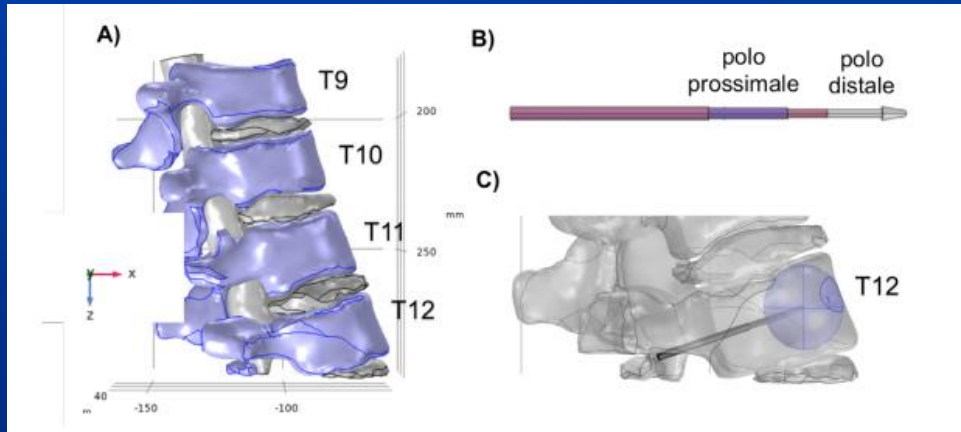 A)
T9
T10
T11
T12
200
mm
250
Y
X
Z
40
m
-150
-100
B)
polo
prossimale
polo
distale
C)
T12